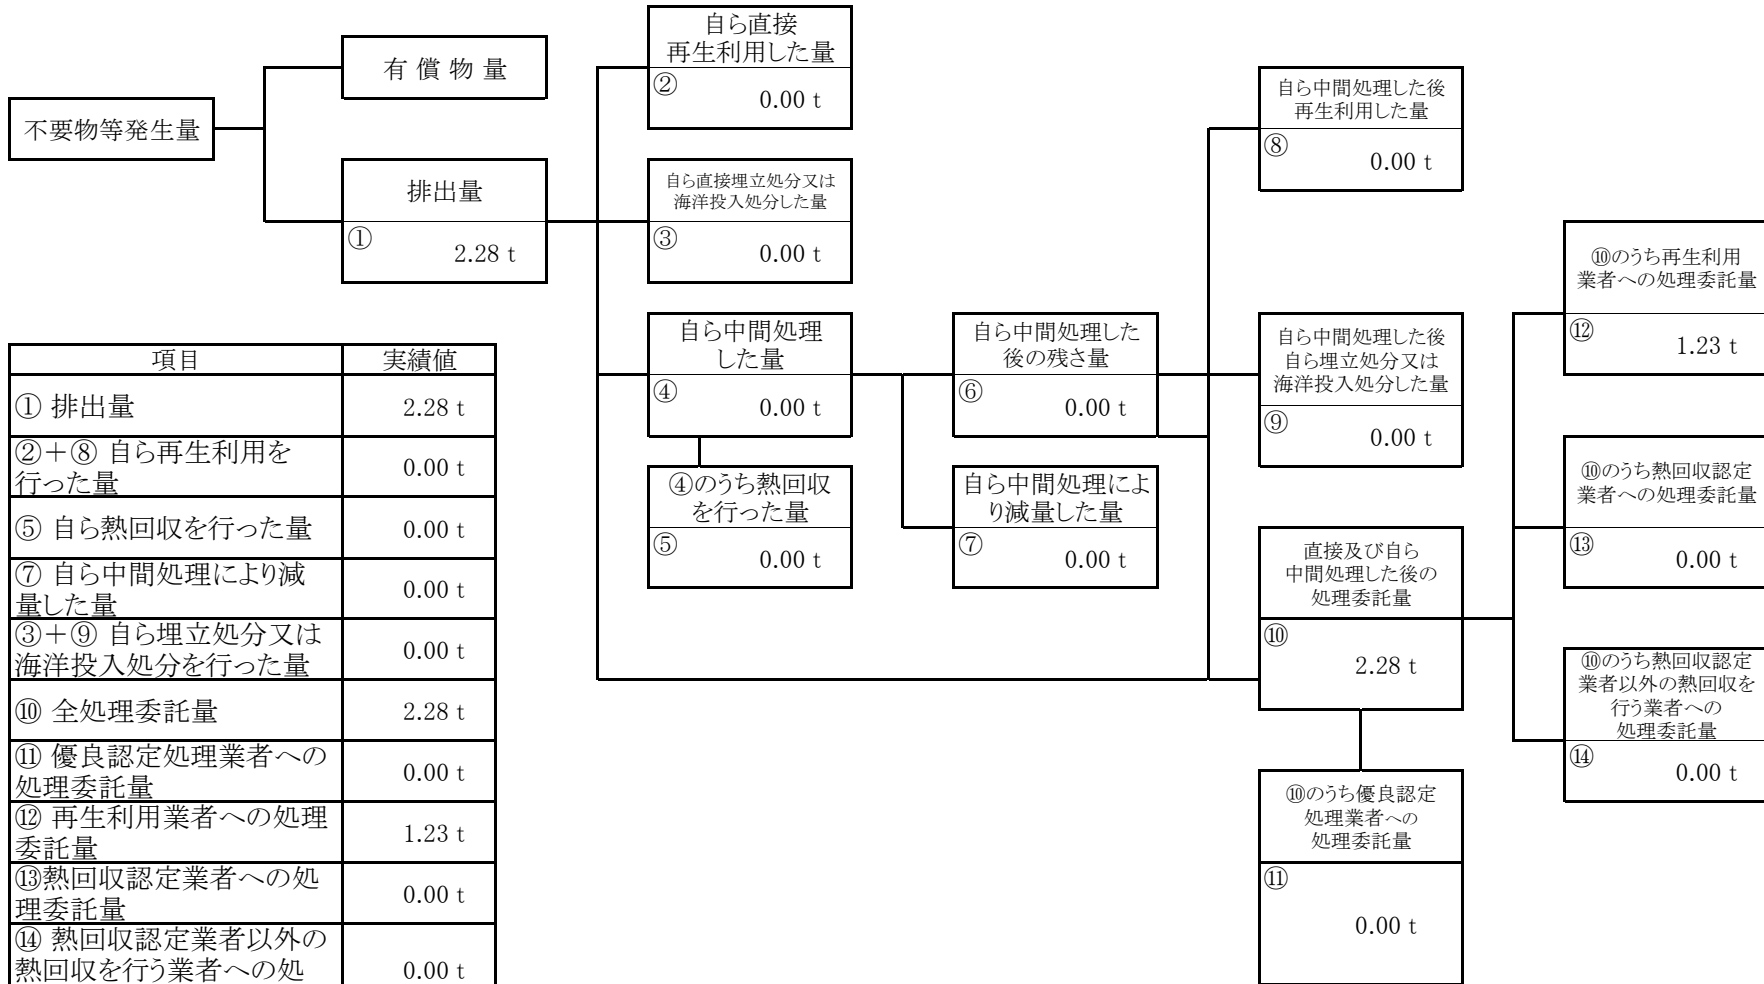 不要物等発生量
有 償 物 量
排出量
①
2.28 t
自ら直接
再生利用した量
②
0.00 t
自ら直接埋立処分又は
海洋投入処分した量
③
0.00 t
自ら中間処理
した量
④
0.00 t
④のうち熱回収
を行った量
⑤
0.00 t
自ら中間処理した
後の残さ量
⑥
0.00 t
自ら中間処理によ
り減量した量
⑦
0.00 t
自ら中間処理した後
再生利用した量
⑧
0.00 t
自ら中間処理した後
自ら埋立処分又は
海洋投入処分した量
⑨
0.00 t
直接及び自ら
中間処理した後の
処理委託量
⑩
2.28 t
⑩のうち優良認定
処理業者への
処理委託量
⑪
0.00 t
⑩のうち再生利用
業者への処理委託量
⑫
1.23 t
⑩のうち熱回収認定
業者への処理委託量
⑬
0.00 t
⑩のうち熱回収認定
業者以外の熱回収を
行う業者への
処理委託量
⑭
0.00 t
項目 実績値
① 排出量 2.28 t
②＋⑧ 自ら再生利用を
行った量 0.00 t
⑤ 自ら熱回収を行った量 0.00 t
⑦ 自ら中間処理により減
量した量 0.00 t
③＋⑨ 自ら埋立処分又は
海洋投入処分を行った量 0.00 t
⑩ 全処理委託量 2.28 t
⑪ 優良認定処理業者への
処理委託量 0.00 t
⑫ 再生利用業者への処理
委託量 1.23 t
⑬熱回収認定業者への処
理委託量 0.00 t
⑭ 熱回収認定業者以外の
熱回収を行う業者への処 0.00 t